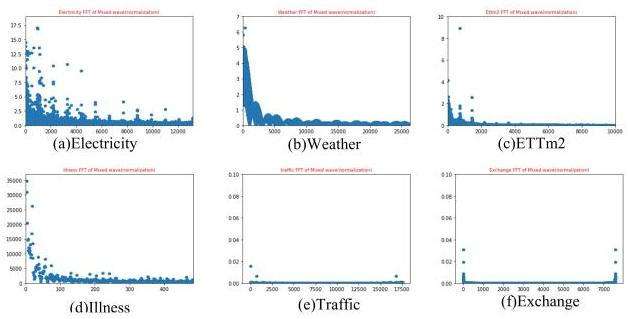 Electricity FFT of Mixed wave(normalization)
17.5
15.0
12.5
10.0
7.5
5.0
2.5
0.0
0 2000 4000 6000 8000 10000 12000
(a)Electricity
Weather FFT of Mixed wave(normalization)
7
6
5
4
3
2
1
0
0 5000 10000 15000 20000 25000
(b)Weather
Ettm2 FFT of Mixed wave(normalization)
10
8
6
4
2
0
0 2000 4000 6000 8000 10000
(c)ETTm2
Illness FFT of Mixed wave(normalization)
35000
30000
25000
20000
15000
10000
5000
0
0 100 200 300 400
(d)Illness
traffic FFT of Mixed wave(normalization)
0.10
0.08
0.06
0.04
0.02
0.00
0 2500 5000 7500 10000 12500 15000 17500
(e)Traffic
Exchange FFT of Mixed wave(normalization)
0.10
0.08
0.06
0.04
0.02
0.00
0 1000 2000 3000 4000 5000 6000 7000
(f)Exchange